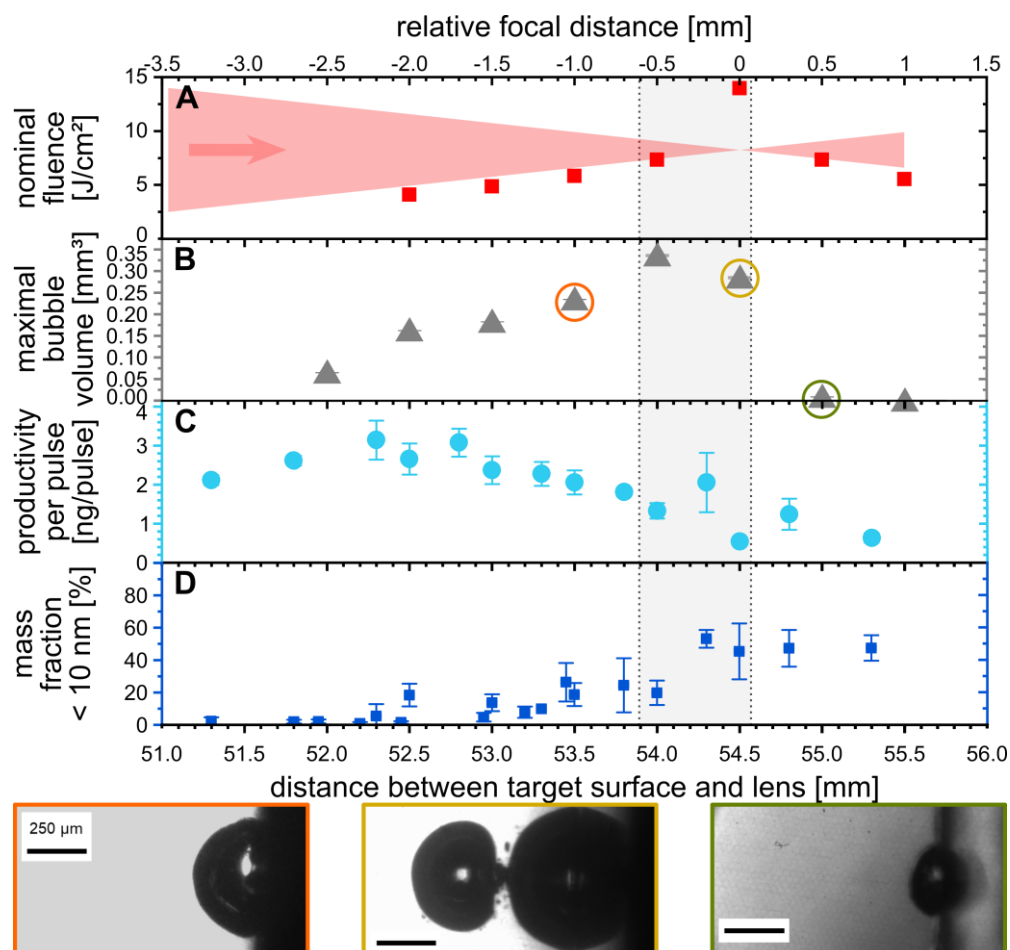 relative focal distance [mm]
-3.5 -3.0 -2.5 -2.0 -1.5 -1.0 -0.5 0 0.5 1 1.5
A
nominal
fluence
[J/cm²]
15
10
5
0
B
maximal
bubble
volume [mm³]
0.35
0.30
0.25
0.20
0.15
0.10
0.05
0.00
C
productivity
per pulse
[ng/pulse]
4
3
2
1
0
D
mass
fraction
< 10 nm [%]
80
60
40
20
0
51.0 51.5 52.0 52.5 53.0 53.5 54.0 54.5 55.0 55.5 56.0
distance between target surface and lens [mm]
250 µm